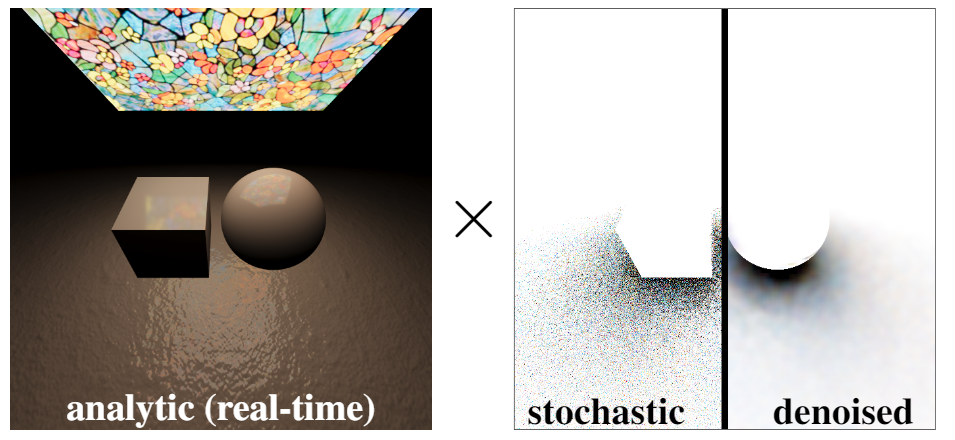 analytic (real-time)
×
stochastic
denoised